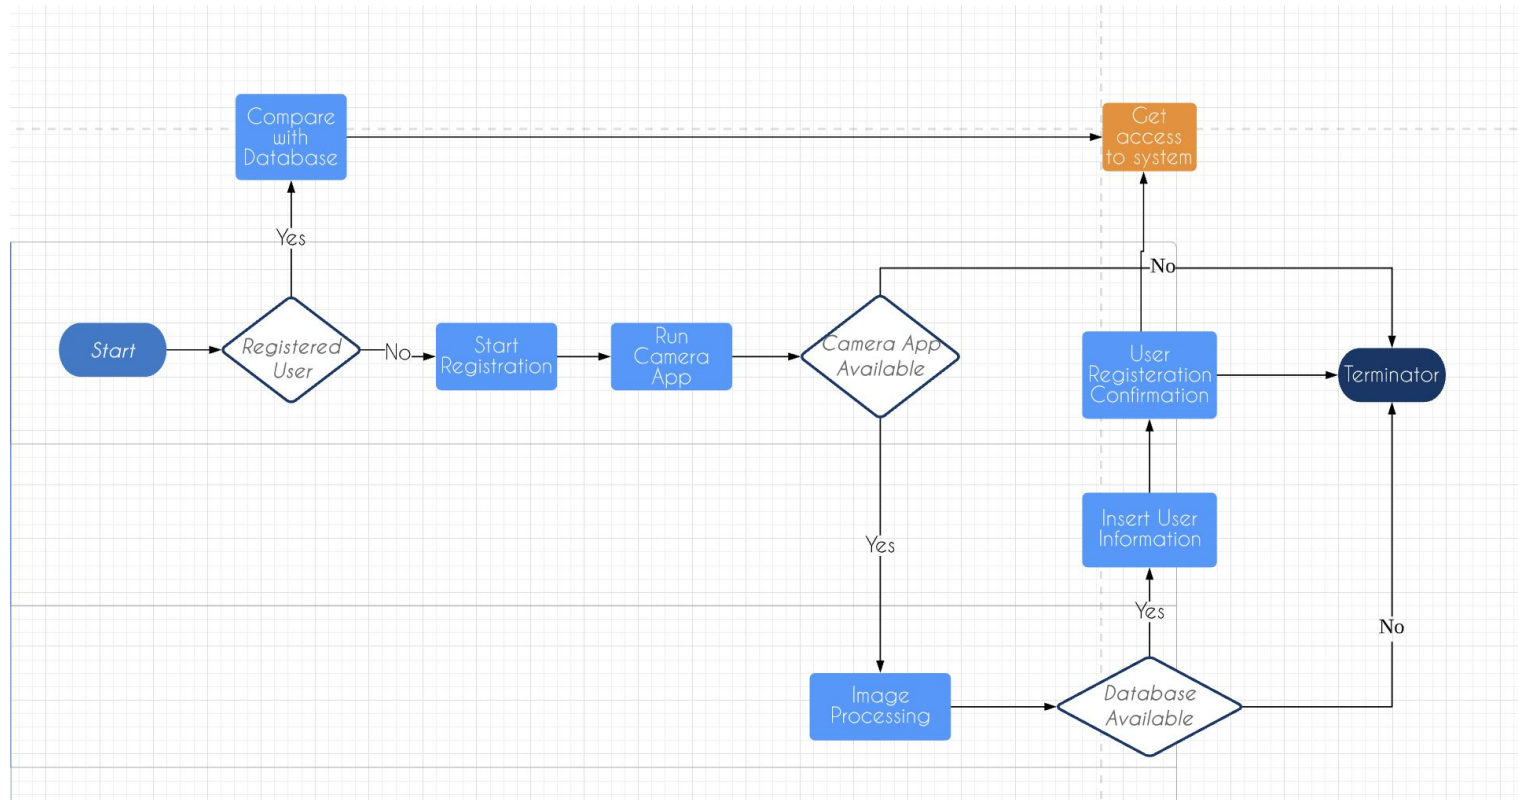 Compare
with
Database
Get
access
to system
Yes
No
Start
Registered
User
No
Start
Registration
Run
Camera
App
Camera App
Available
User
Registeration
Confirmation
Terminator
Insert User
Information
Yes
Yes
No
Image
Processing
Database
Available